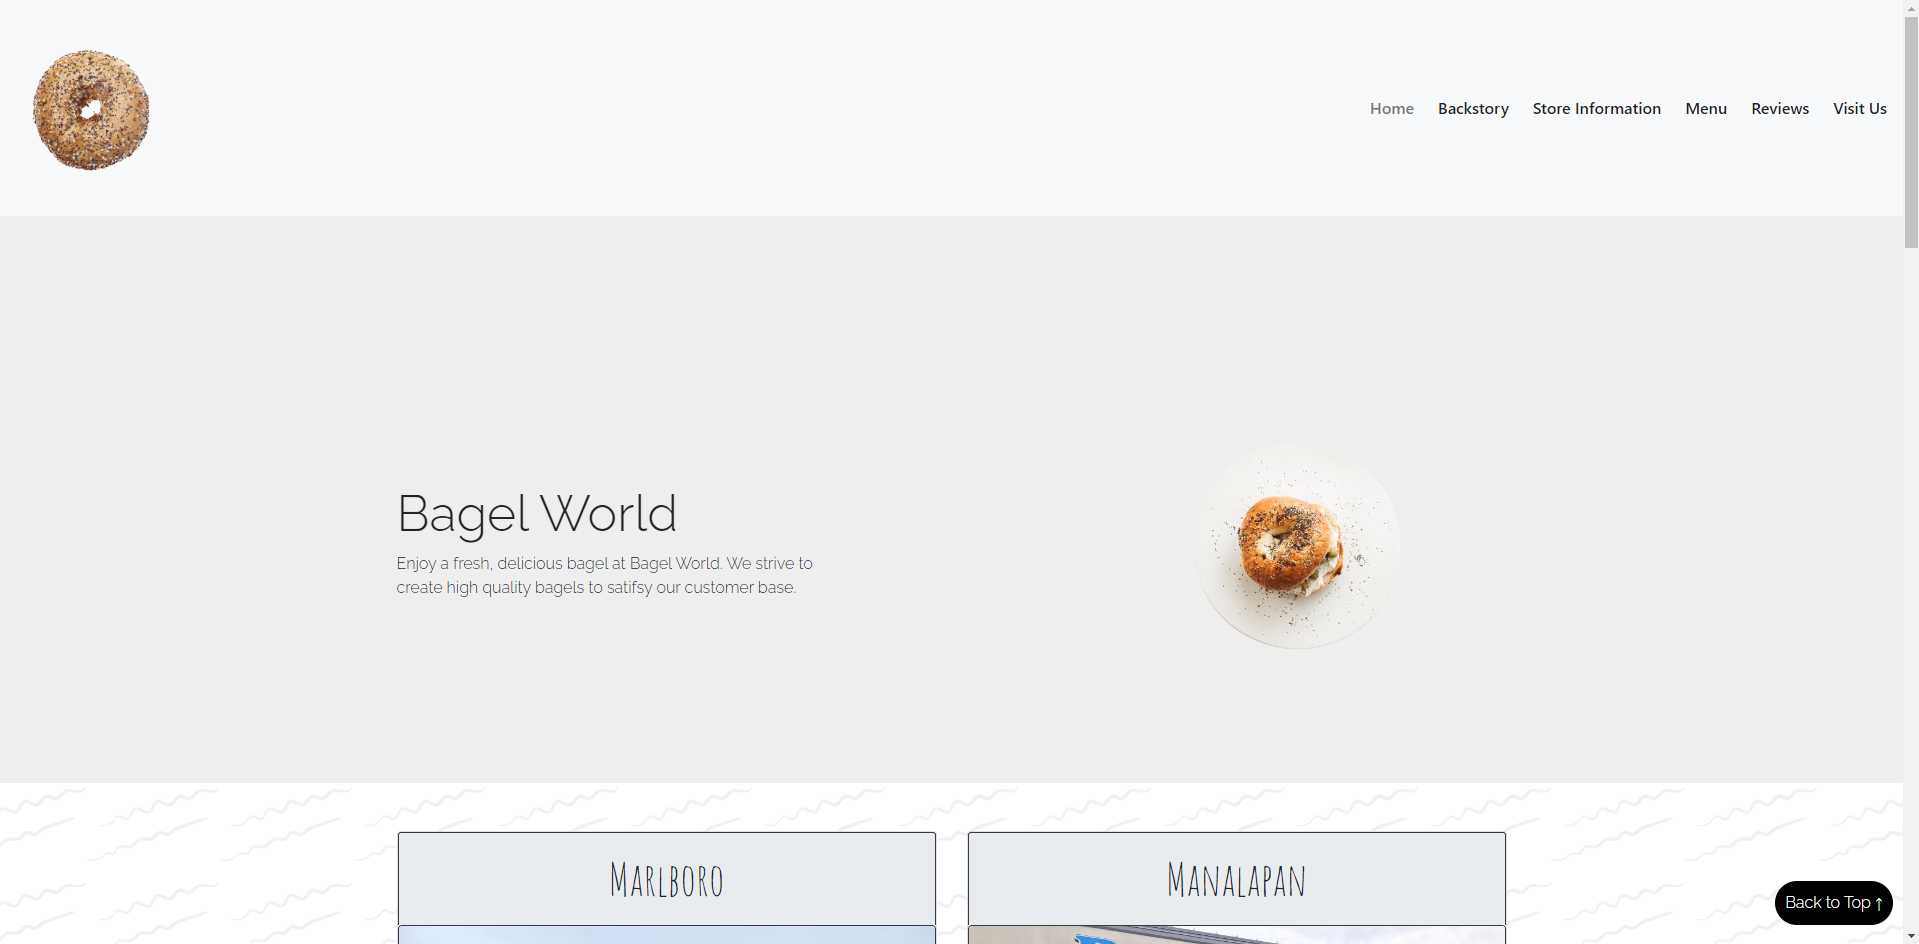 Home Backstory Store Information Menu Reviews Visit Us
Bagel World
Enjoy a fresh, delicious bagel at Bagel World. We strive to
create high quality bagels to satifsy our customer base.
Marlboro
Manalapan
Back to Top ↑